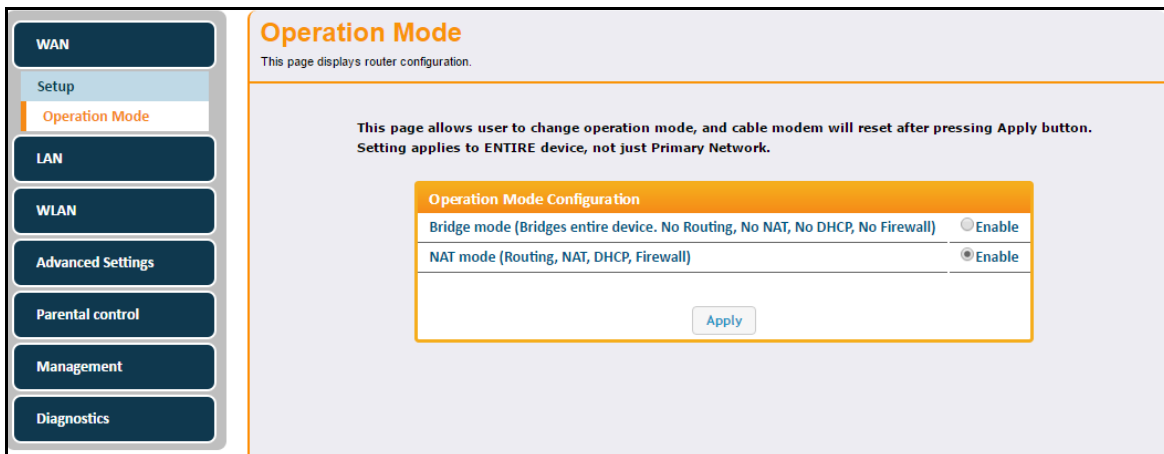 WAN
Setup
Operation Mode
LAN
WLAN
Advanced Settings
Parental control
Management
Diagnostics
Operation Mode
This page displays router configuration.
This page allows user to change operation mode, and cable modem will reset after pressing Apply button.
Setting applies to ENTIRE device, not just Primary Network.
Operation Mode Configuration
Bridge mode (Bridges entire device. No Routing, No NAT, No DHCP, No Firewall) Enable
NAT mode (Routing, NAT, DHCP, Firewall) Enable
Apply